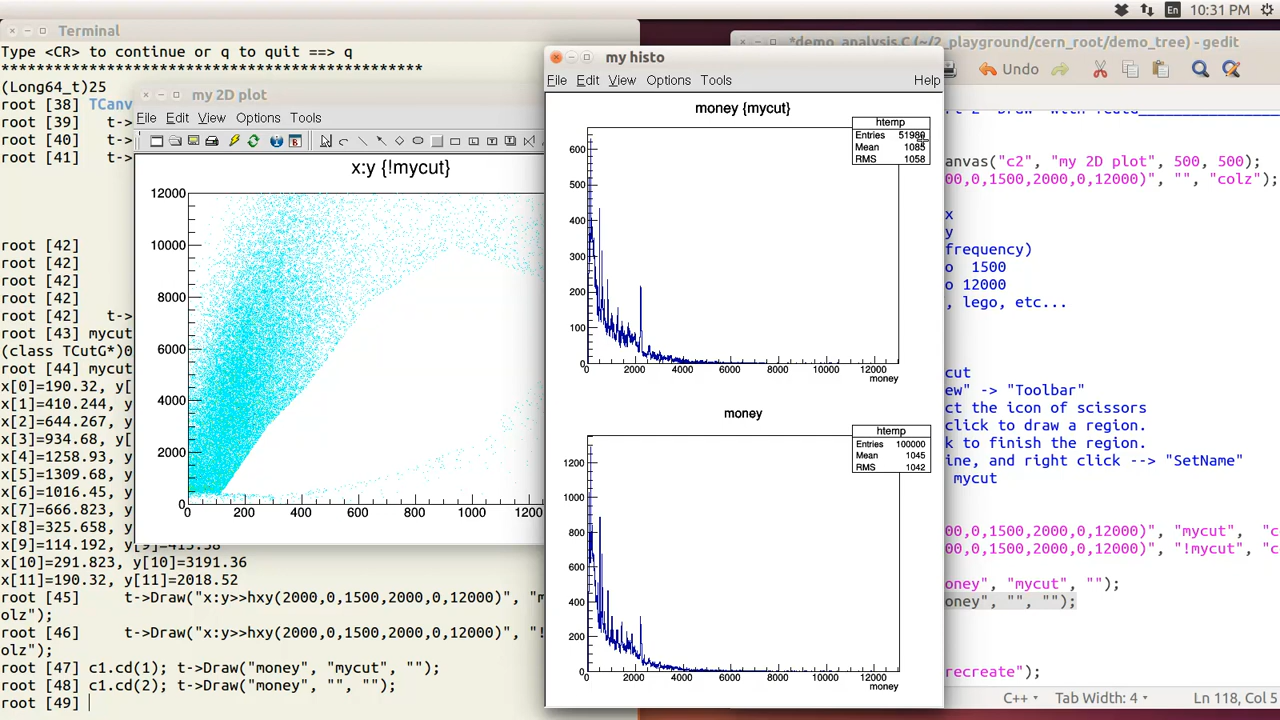 En 10:31 PM
Terminal
Type <CR> to continue or q to quit ==> q
******************************************
(Long64_t)25
root [38] TCanv
root [39] t->
root [40] t->
root [41] t->
root [42]
root [42]
root [42]
root [42]
root [42] t->
root [43] mycut
(class TCutG*)0
root [44] mycut
x[0]=190.32, y
x[1]=410.244, y
x[2]=644.267, y
x[3]=934.68, y
x[4]=1258.93, y
x[5]=1309.68, y
x[6]=1016.45, y
x[7]=666.823, y
x[8]=325.658, y
x[9]=114.192, y[9]=413.38
x[10]=291.823, y[10]=3191.36
x[11]=190.32, y[11]=2018.52
root [45] t->Draw("x:y>>hxy(2000,0,1500,2000,0,12000)", "m
olz");
root [46] t->Draw("x:y>>hxy(2000,0,1500,2000,0,12000)", "!
olz");
root [47] c1.cd(1); t->Draw("money", "mycut", "");
root [48] c1.cd(2); t->Draw("money", "", "");
root [49]
my 2D plot
File Edit View Options Tools
x:y {!mycut}
12000
10000
8000
6000
4000
2000
0
0 200 400 600 800 1000 1200
my histo
File Edit View Options Tools Help
money {mycut}
htemp
Entries 51980
Mean 1085
RMS 1058
600
500
400
300
200
100
0
0 2000 4000 6000 8000 10000 12000
money
money
htemp
Entries 100000
Mean 1045
RMS 1042
1200
1000
800
600
400
200
0
0 2000 4000 6000 8000 10000 12000
money
*demo_analysis.C (~/2_playground/cern_root/demo_tree) - gedit
Undo
anvas("c2", "my 2D plot", 500, 500);
00,0,1500,2000,0,12000)", "", "colz");
x
y
frequency)
o 1500
o 12000
, lego, etc...
cut
ew" -> "Toolbar"
ct the icon of scissors
click to draw a region.
k to finish the region.
ine, and right click --> "SetName"
mycut
00,0,1500,2000,0,12000)", "mycut", "c
00,0,1500,2000,0,12000)", "!mycut", "c
oney", "mycut", "");
oney", "", "");
recreate");
C++ Tab Width: 4 Ln 118, Col 5